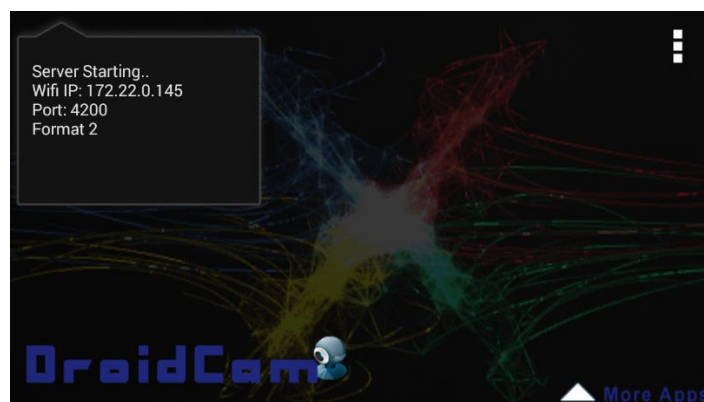 Server Starting..
Wifi IP: 172.22.0.145
Port: 4200
Format 2
DroidCam
More Apps